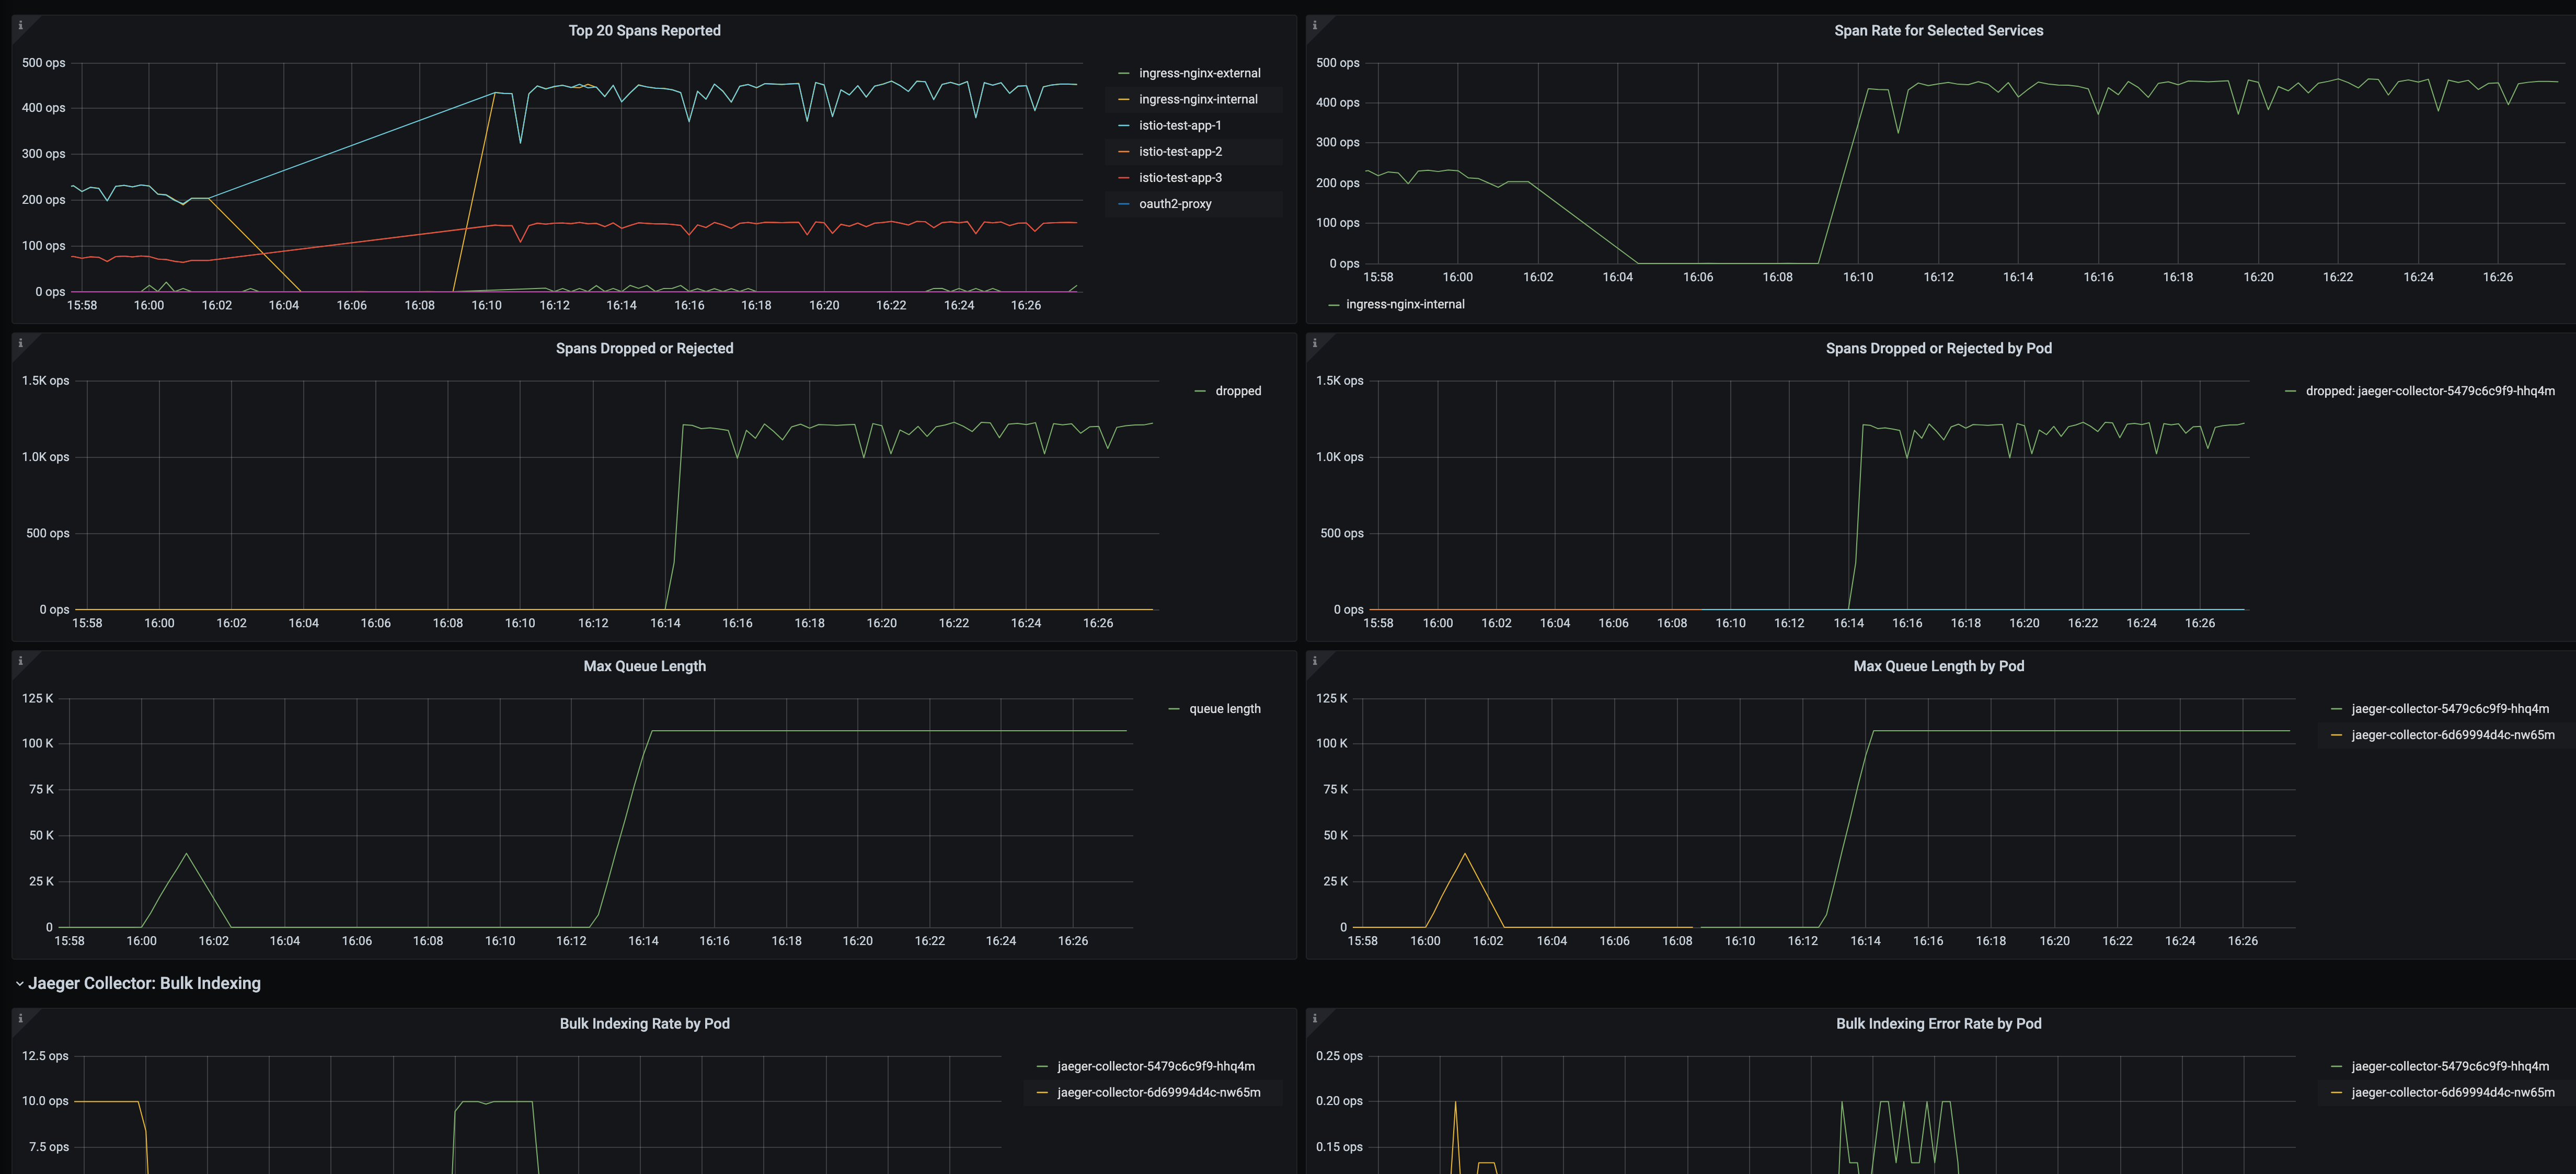 Top 20 Spans Reported
500 ops
400 ops
300 ops
200 ops
100 ops
0 ops
15:58 16:00 16:02 16:04 16:06 16:08 16:10 16:12 16:14 16:16 16:18 16:20 16:22 16:24 16:26
ingress-nginx-external
ingress-nginx-internal
istio-test-app-1
istio-test-app-2
istio-test-app-3
oauth2-proxy
Span Rate for Selected Services
500 ops
400 ops
300 ops
200 ops
100 ops
0 ops
15:58 16:00 16:02 16:04 16:06 16:08 16:10 16:12 16:14 16:16 16:18 16:20 16:22 16:24 16:26
ingress-nginx-internal
Spans Dropped or Rejected
1.5K ops
1.0K ops
500 ops
0 ops
15:58 16:00 16:02 16:04 16:06 16:08 16:10 16:12 16:14 16:16 16:18 16:20 16:22 16:24 16:26
dropped
Spans Dropped or Rejected by Pod
1.5K ops
1.0K ops
500 ops
0 ops
15:58 16:00 16:02 16:04 16:06 16:08 16:10 16:12 16:14 16:16 16:18 16:20 16:22 16:24 16:26
dropped: jaeger-collector-5479c6c9f9-hhq4m
Max Queue Length
125 K
100 K
75 K
50 K
25 K
0
15:58 16:00 16:02 16:04 16:06 16:08 16:10 16:12 16:14 16:16 16:18 16:20 16:22 16:24 16:26
queue length
Max Queue Length by Pod
125 K
100 K
75 K
50 K
25 K
0
15:58 16:00 16:02 16:04 16:06 16:08 16:10 16:12 16:14 16:16 16:18 16:20 16:22 16:24 16:26
jaeger-collector-5479c6c9f9-hhq4m
jaeger-collector-6d69994d4c-nw65m
Jaeger Collector: Bulk Indexing
Bulk Indexing Rate by Pod
12.5 ops
10.0 ops
7.5 ops
jaeger-collector-5479c6c9f9-hhq4m
jaeger-collector-6d69994d4c-nw65m
Bulk Indexing Error Rate by Pod
0.25 ops
0.20 ops
0.15 ops
jaeger-collector-5479c6c9f9-hhq4m
jaeger-collector-6d69994d4c-nw65m